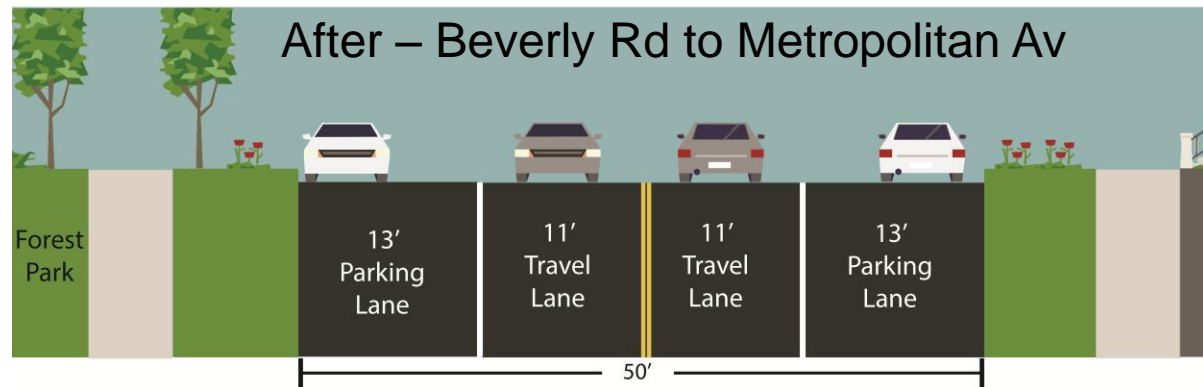 After – Beverly Rd to Metropolitan Av
Forest
Park
13’
Parking
Lane
11’
Travel
Lane
11’
Travel
Lane
13’
Parking
Lane
50’